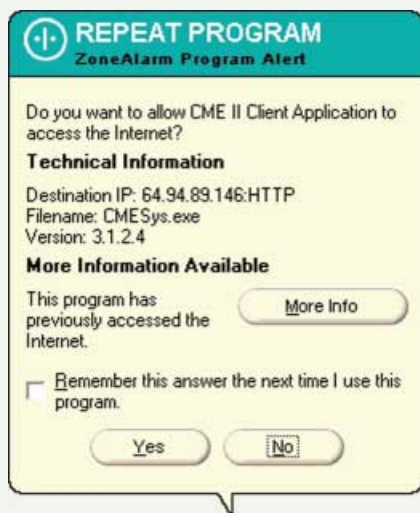 REPEAT PROGRAM
ZoneAlarm Program Alert
Do you want to allow CME II Client Application to
access the Internet?
Technical Information
Destination IP: 64.94.89.146:HTTP
Filename: CMESys.exe
Version: 3.1.2.4
More Information Available
This program has
previously accessed the
Internet.
More Info
Remember this answer the next time I use this
program.
Yes
No